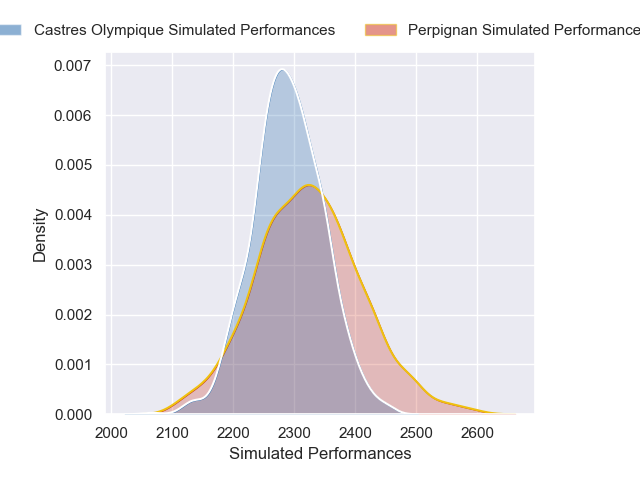 Castres Olympique Simulated Performances
Perpignan Simulated Performance
0.007
0.006
0.005
0.004
0.003
0.002
0.001
0.000
Density
2000 2100 2200 2300 2400 2500 2600
Simulated Performances